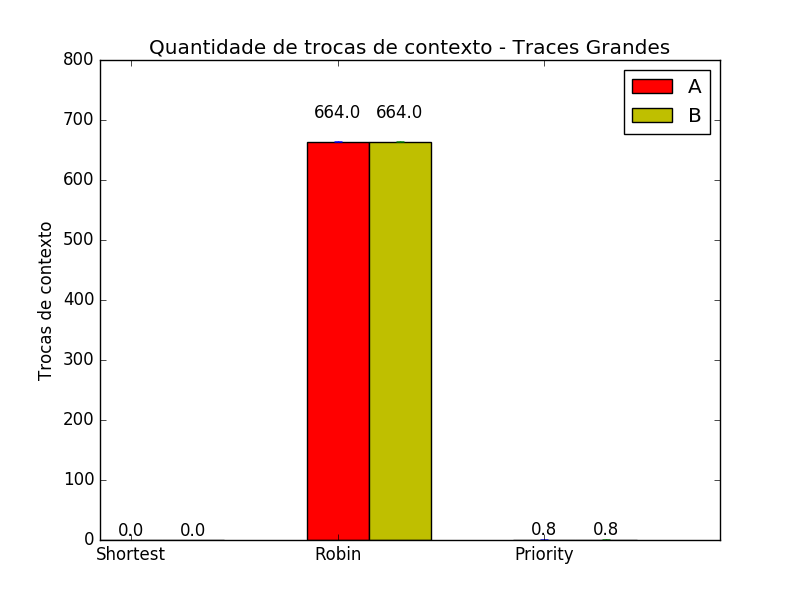 Quantidade de trocas de contexto - Traces Grandes
A
B
Trocas de contexto
800
700
600
500
400
300
200
100
0
664.0 664.0
0.0 0.0
0.8 0.8
Shortest Robin Priority